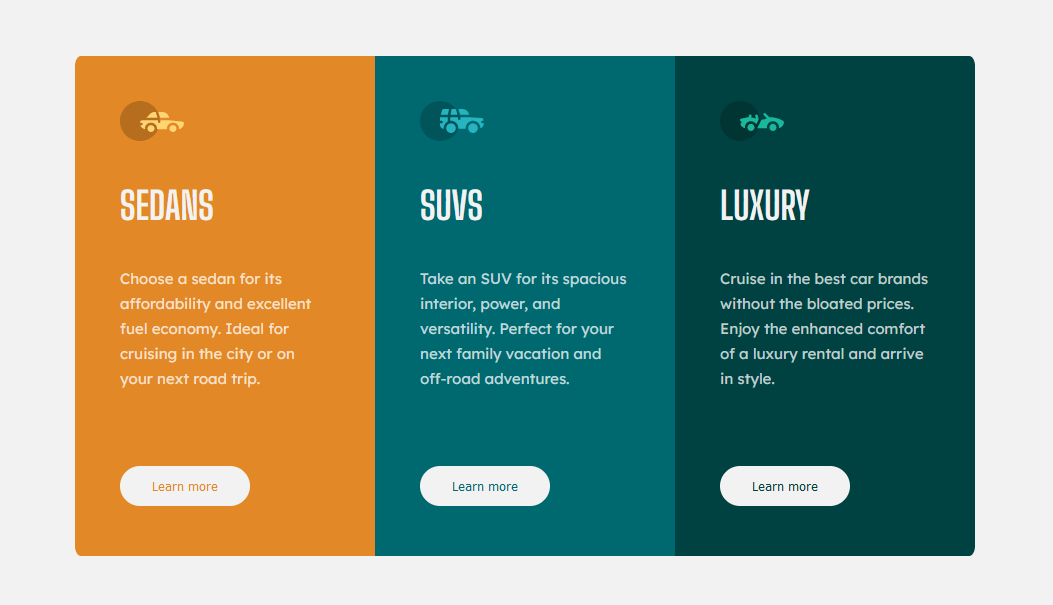 SEDANS
Choose a sedan for its
affordability and excellent
fuel economy. Ideal for
cruising in the city or on
your next road trip.
Learn more
SUVS
Take an SUV for its spacious
interior, power, and
versatility. Perfect for your
next family vacation and
off-road adventures.
Learn more
LUXURY
Cruise in the best car brands
without the bloated prices.
Enjoy the enhanced comfort
of a luxury rental and arrive
in style.
Learn more